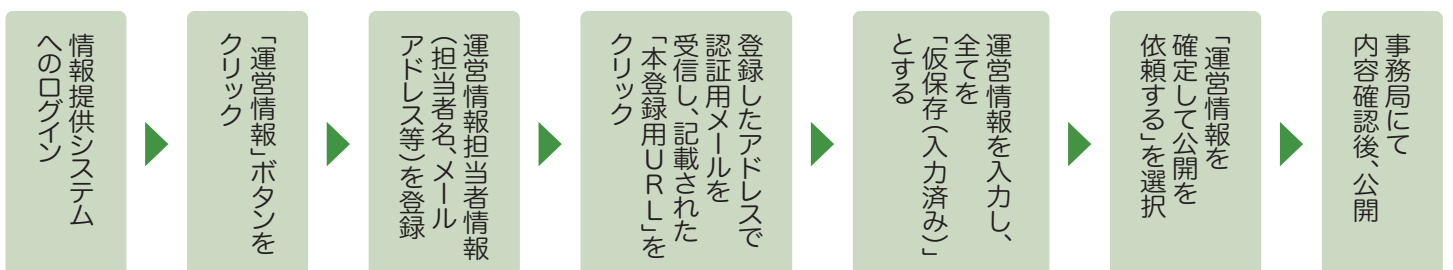 情報提供システム
へのログイン
「運営情報」ボタンを
クリック
運営情報担当者情報
（担当者名、メール
アドレス等）を登録
登録したアドレスで
認証用メールを
受信し、記載された
「本登録用ＵＲＬ」を
クリック
運営情報を入力し、
全てを
「仮保存（入力済み）」
とする
「運営情報を
確定して公開を
依頼する」を選択
事務局にて
内容確認後、公開